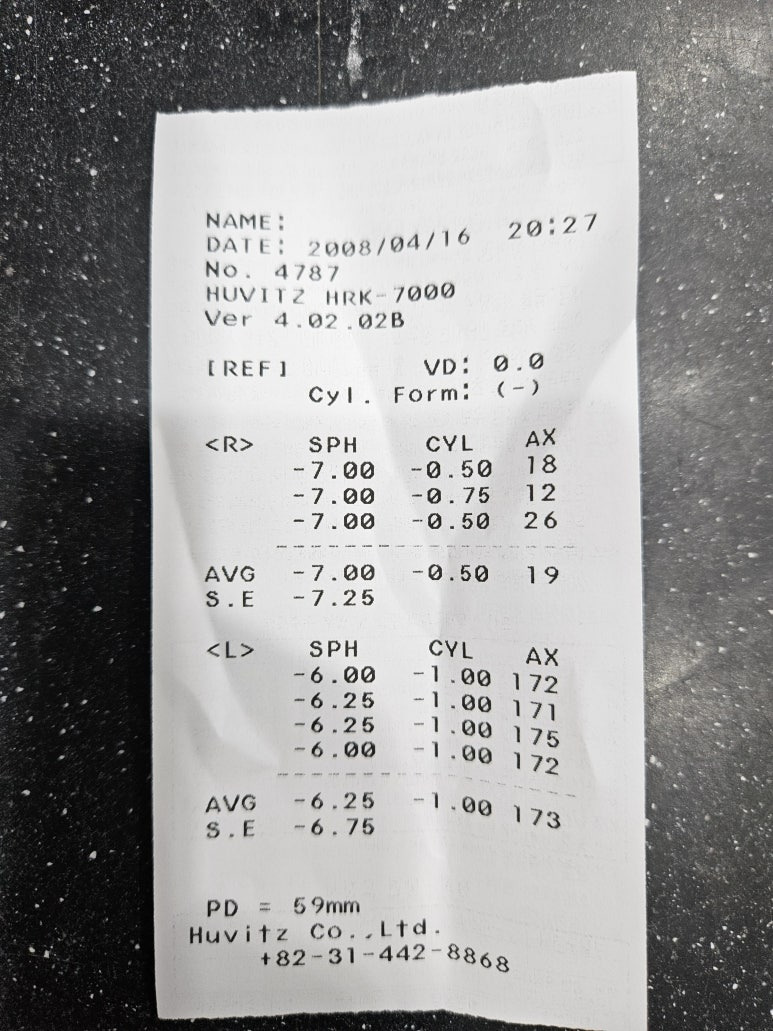 NAME:
DATE: 2008/04/16 20:27
No. 4787
HUVITZ HRK-7000
Ver 4.02.02B
[REF] VD: 0.0
Cyl. Form: (-)
<R> SPH CYL AX
-7.00 -0.50 18
-7.00 -0.75 12
-7.00 -0.50 26
AVG -7.00 -0.50 19
S.E -7.25
<L> SPH CYL AX
-6.00 -1.00 172
-6.25 -1.00 171
-6.25 -1.00 175
-6.00 -1.00 172
AVG -6.25 -1.00 173
S.E -6.75
PD = 59mm
Huvitz Co.,Ltd.
+82-31-442-8868